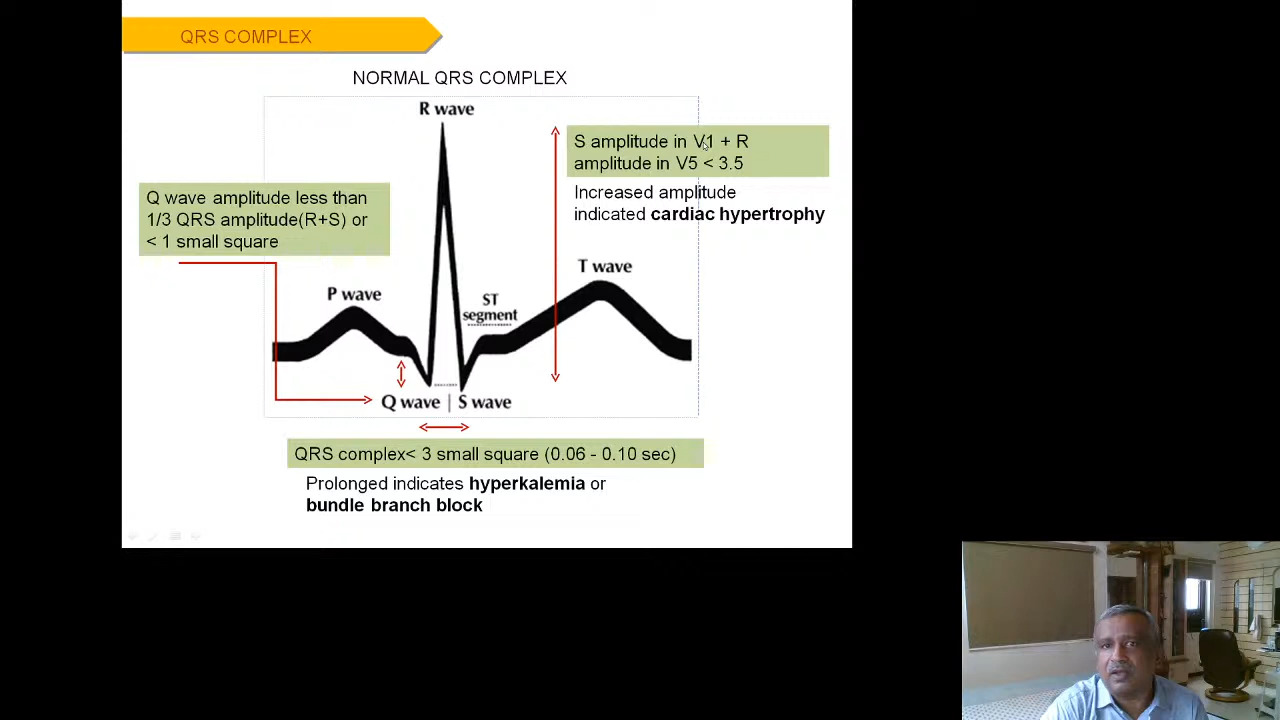 QRS COMPLEX
NORMAL QRS COMPLEX
R wave
S amplitude in V1 + R
amplitude in V5 < 3.5
Increased amplitude
indicated cardiac hypertrophy
Q wave amplitude less than
1/3 QRS amplitude(R+S) or
< 1 small square
T wave
P wave
ST
segment
Q wave | S wave
QRS complex< 3 small square (0.06 - 0.10 sec)
Prolonged indicates hyperkalemia or
bundle branch block